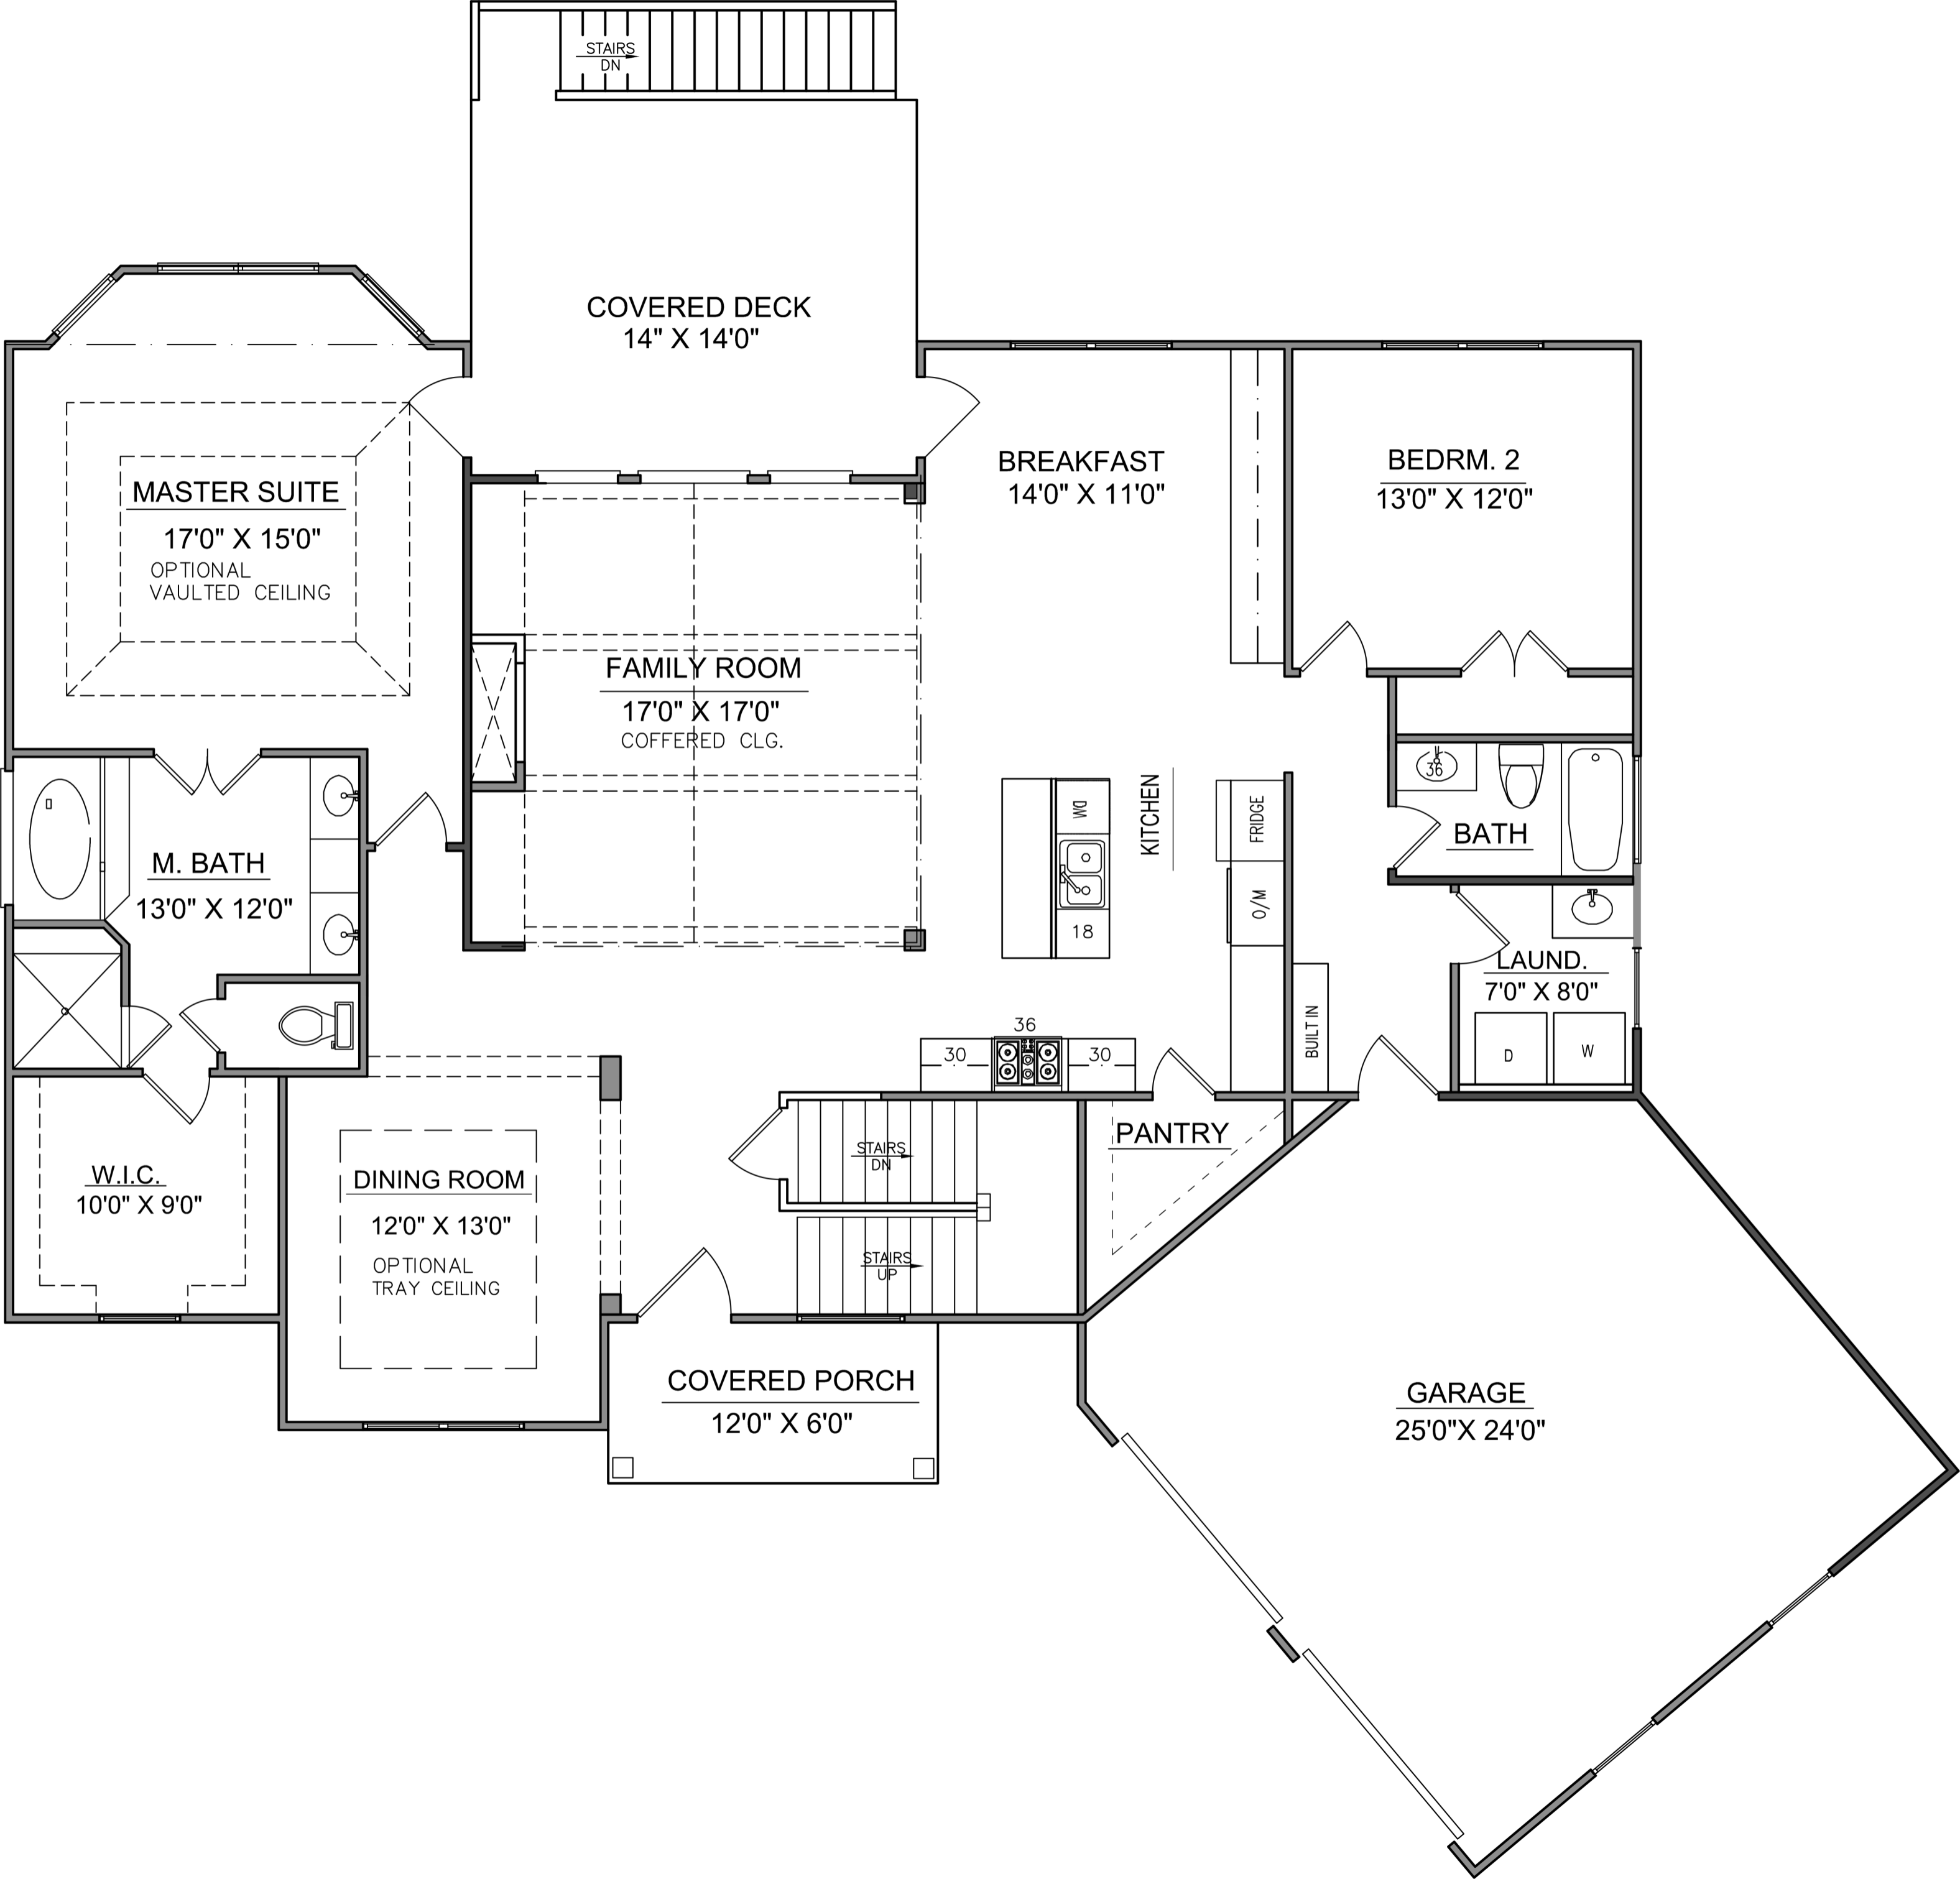 STAIRS
DN
COVERED DECK
14" X 14'0"
MASTER SUITE
17'0" X 15'0"
OPTIONAL
VAULTED CEILING
BREAKFAST
14'0" X 11'0"
BEDRM. 2
13'0" X 12'0"
FAMILY ROOM
17'0" X 17'0"
COFFERED CLG.
M. BATH
13'0" X 12'0"
DW
18
KITCHEN
FRIDGE
O/M
36
BATH
LAUND.
7'0" X 8'0"
D
W
BUILT IN
36
30
30
PANTRY
STAIRS
DN
STAIRS
UP
W.I.C.
10'0" X 9'0"
DINING ROOM
12'0" X 13'0"
OPTIONAL
TRAY CEILING
COVERED PORCH
12'0" X 6'0"
GARAGE
25'0"X 24'0"